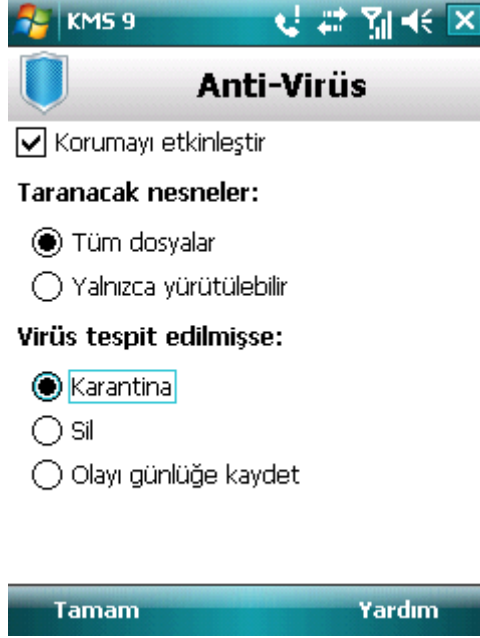 KMS 9
Anti-Virüs
Korumayı etkinleştir
Taranacak nesneler:
Tüm dosyalar
Yalnızca yürütülebilir
Virüs tespit edilmişse:
Karantina
Sil
Olayı günlüğe kaydet
Tamam Yardım